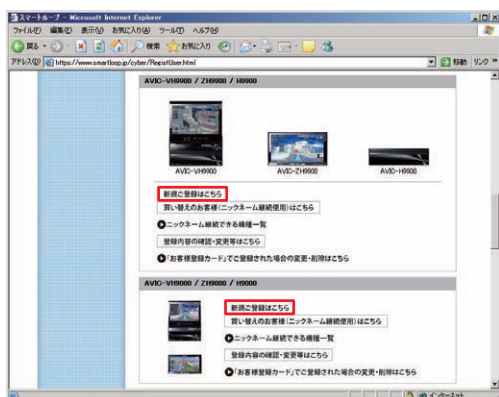 スマートループ - Microsoft Internet Explorer
ファイル(F) 編集(E) 表示(V) お気に入り(A) ツール(T) ヘルプ(H)
戻る 検索 お気に入り
アドレス(D) https://www.smartloop.jp/cyber/RegistUser.html 移動 リンク »
AVIC-VH9900 / ZH9900 / H9900
AVIC-VH9900 AVIC-ZH9900 AVIC-H9900
新規ご登録はこちら
買い替えのお客様(ニックネーム継続使用)はこちら
ニックネーム継続できる機種一覧
登録内容の確認・変更等はこちら
「お客様登録カード」でご登録された場合の変更・削除はこちら
AVIC-VH9000 / ZH9000 / H9000
新規ご登録はこちら
買い替えのお客様(ニックネーム継続使用)はこちら
ニックネーム継続できる機種一覧
登録内容の確認・変更等はこちら
「お客様登録カード」でご登録された場合の変更・削除はこちら
インターネット